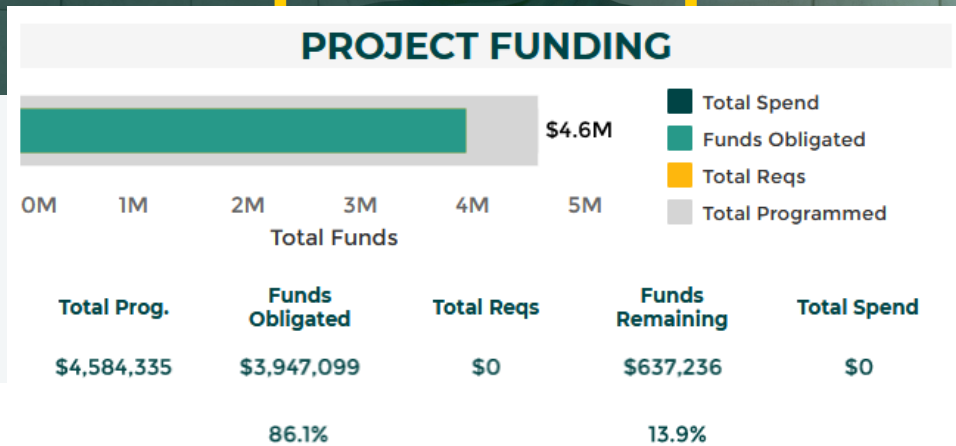 PROJECT FUNDING
$4.6M
Total Spend
Funds Obligated
Total Reqs
Total Programmed
0M 1M 2M 3M 4M 5M
Total Funds
Total Prog. Funds Obligated Total Reqs Funds Remaining Total Spend
$4,584,335 $3,947,099 $0 $637,236 $0
86.1% 13.9%